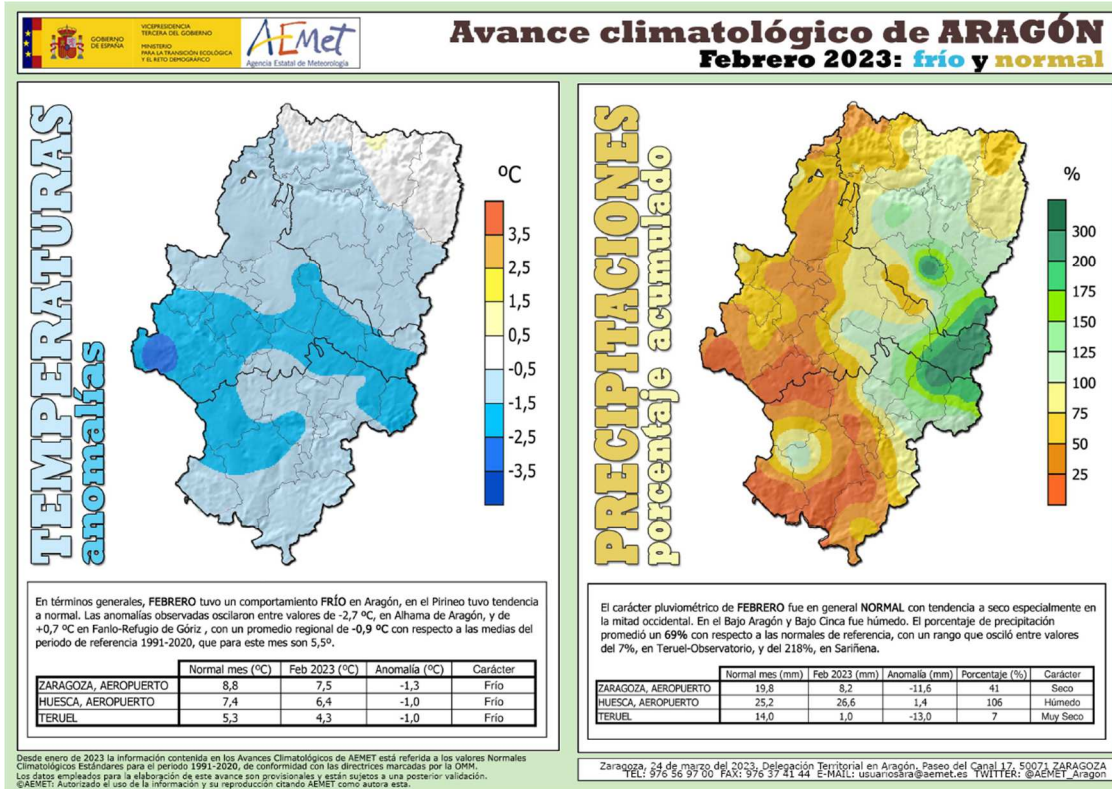 GOBIERNO
DE ESPAÑA
VICEPRESIDENCIA
TERCERA DEL GOBIERNO
MINISTERIO
PARA LA TRANSICIÓN ECOLÓGICA
Y EL RETO DEMOGRÁFICO
AEMet
Agencia Estatal de Meteorología
Avance climatológico de ARAGÓN
Febrero 2023: frío y normal
TEMPERATURAS
anomalías
ºC
3,5
2,5
1,5
0,5
-0,5
-1,5
-2,5
-3,5
En términos generales, FEBRERO tuvo un comportamiento FRÍO en Aragón, en el Pirineo tuvo tendencia
a normal. Las anomalías observadas oscilaron entre valores de -2,7 ºC, en Alhama de Aragón, y de
+0,7 ºC en Fanlo-Refugio de Góriz , con un promedio regional de -0,9 ºC con respecto a las medias del
periodo de referencia 1991-2020, que para este mes son 5,5º.
Normal mes (ºC) Feb 2023 (ºC) Anomalía (ºC) Carácter
ZARAGOZA, AEROPUERTO 8,8 7,5 -1,3 Frío
HUESCA, AEROPUERTO 7,4 6,4 -1,0 Frío
TERUEL 5,3 4,3 -1,0 Frío
PRECIPITACIONES
porcentaje acumulado
%
300
200
175
150
125
100
75
50
25
El carácter pluviométrico de FEBRERO fue en general NORMAL con tendencia a seco especialmente en
la mitad occidental. En el Bajo Aragón y Bajo Cinca fue húmedo. El porcentaje de precipitación
promedió un 69% con respecto a las normales de referencia, con un rango que osciló entre valores
del 7%, en Teruel-Observatorio, y del 218%, en Sariñena.
Normal mes (mm) Feb 2023 (mm) Anomalía (mm) Porcentaje (%) Carácter
ZARAGOZA, AEROPUERTO 19,8 8,2 -11,6 41 Seco
HUESCA, AEROPUERTO 25,2 26,6 1,4 106 Húmedo
TERUEL 14,0 1,0 -13,0 7 Muy Seco
Desde enero de 2023 la información contenida en los Avances Climatológicos de AEMET está referida a los valores Normales
Climatológicos Estándares para el periodo 1991-2020, de conformidad con las directrices marcadas por la OMM.
Los datos empleados para la elaboración de este avance son provisionales y están sujetos a una posterior validación.
©AEMET: Autorizado el uso de la información y su reproducción citando AEMET como autora esta.
Zaragoza, 24 de marzo del 2023. Delegación Territorial en Aragón. Paseo del Canal 17. 50071 ZARAGOZA
TEL: 976 56 97 00 FAX: 976 37 41 44 E-MAIL: usuariosara@aemet.es TWITTER: @AEMET_Aragon